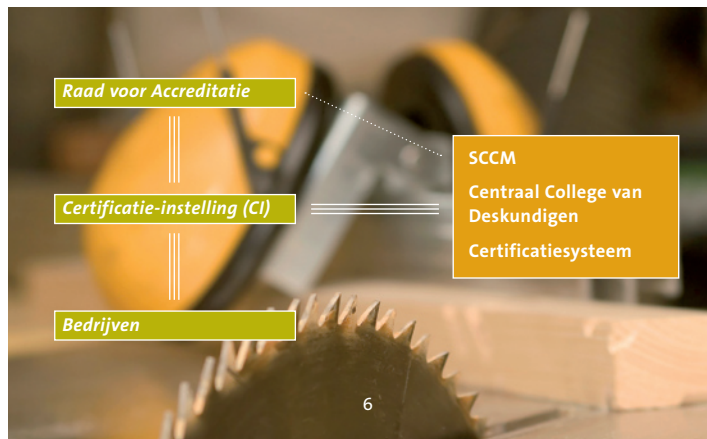 Raad voor Accreditatie
SCCM
Centraal College van
Deskundigen
Certificatiesysteem
Certificatie-instelling (CI)
Bedrijven
6